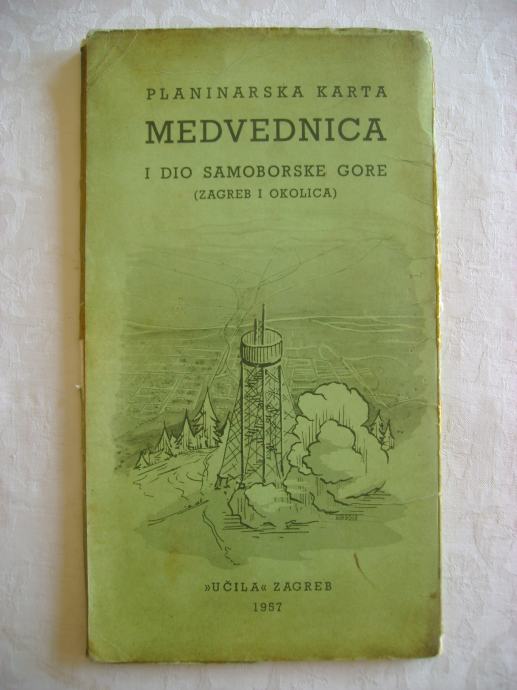 PLANINARSKA KARTA
MEDVEDNICA
I DIO SAMOBORSKE GORE
(ZAGREB I OKOLICA)
»UČILA« ZAGREB
1957